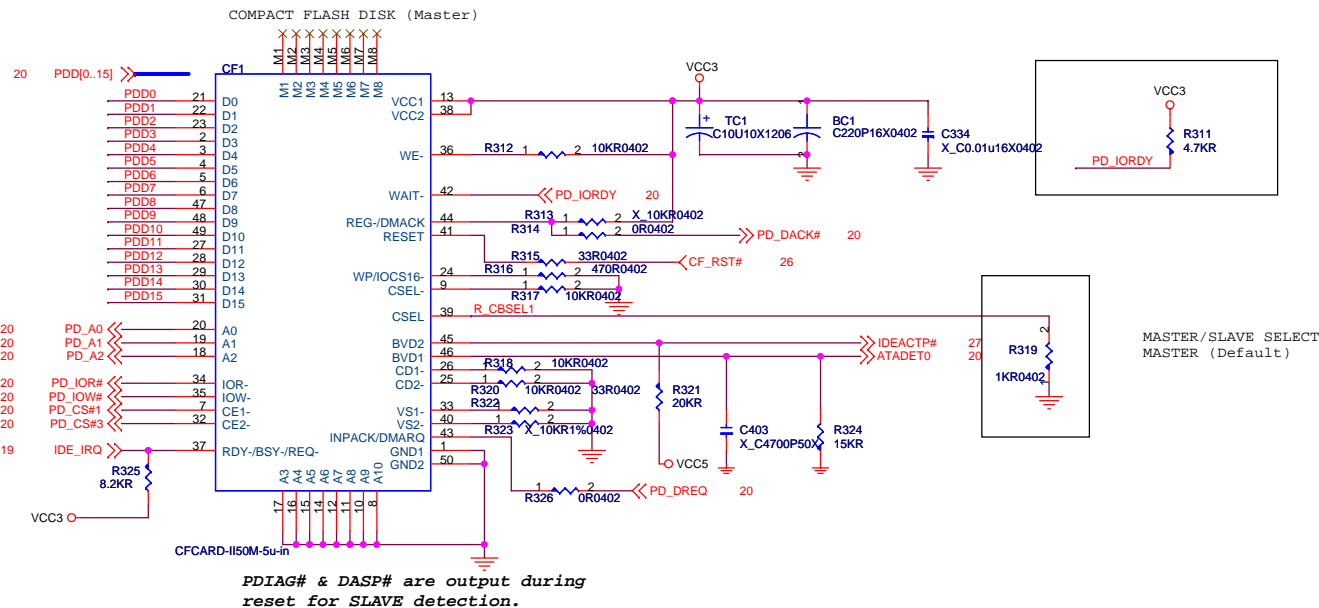 COMPACT FLASH DISK (Master)
M1 M2 M3 M4 M5 M6 M7 M8
20 PDD[0..15]
CF1
M1 M2 M3 M4 M5 M6 M7 M8
PDD0 21 D0
PDD1 22 D1
PDD2 23 D2
PDD3 2 D3
PDD4 3 D4
PDD5 4 D5
PDD6 5 D6
PDD7 6 D7
PDD8 47 D8
PDD9 48 D9
PDD10 49 D10
PDD11 27 D11
PDD12 28 D12
PDD13 29 D13
PDD14 30 D14
PDD15 31 D15
20 PD_A0 20 A0
20 PD_A1 19 A1
20 PD_A2 18 A2
20 PD_IOR# 34 IOR-
20 PD_IOW# 35 IOW-
20 PD_CS#1 7 CE1-
20 PD_CS#3 32 CE2-
19 IDE_IRQ 37 RDY-/BSY-/REQ-
R325
8.2KR
VCC3
A3 A4 A5 A6 A7 A8 A9 A10
17 16 15 14 12 11 10 8
CFCARD-II50M-5u-in
VCC1 13
VCC2 38
WE- 36 R312 1 2 10KR0402
WAIT- 42 PD_IORDY 20
REG-/DMACK 44 R313 1 2 X_10KR0402
R314 1 2 0R0402 PD_DACK# 20
RESET 41
R315 33R0402 CF_RST# 26
WP/IOCS16- 24 R316 1 2 470R0402
CSEL- 9 R317 1 2 10KR0402
CSEL 39 R_CBSEL1
BVD2 45 IDEACTP# 27
BVD1 46 ATADET0 20
CD1- 26 R318 1 2 10KR0402
CD2- 25 R320 1 2 10KR0402
VS1- 33 R322 1 2 33R0402
VS2- 40 R323 1 2 X_10KR1%0402
INPACK/DMARQ 43
GND1 1
GND2 50
R326 1 2 0R0402 PD_DREQ 20
VCC3
TC1
+
C10U10X1206
1
BC1
C220P16X0402
2
C334
X_C0.01u16X0402
VCC3
R311
4.7KR
PD_IORDY
R321
20KR
VCC5
C403
X_C4700P50X
R324
15KR
2
R319
1KR0402
1
MASTER/SLAVE SELECT
MASTER (Default)
PDIAG# & DASP# are output during
reset for SLAVE detection.